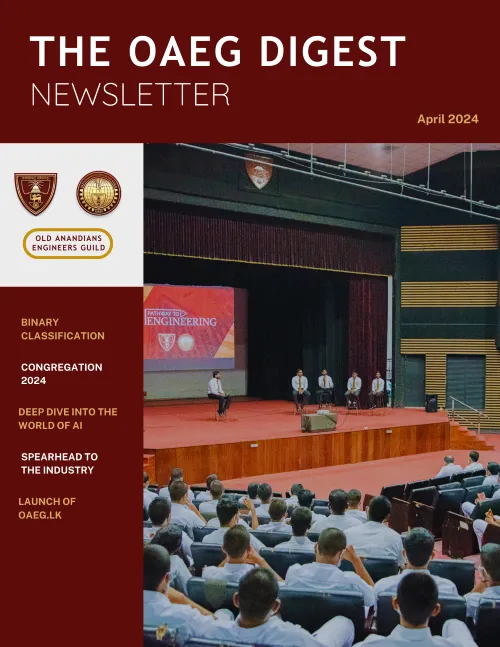 THE OAEG DIGEST
NEWSLETTER
April 2024
OLD ANANDIANS
ENGINEERS GUILD
BINARY
CLASSIFICATION
CONGREGATION
2024
DEEP DIVE INTO THE
WORLD OF AI
SPEARHEAD TO
THE INDUSTRY
LAUNCH OF
OAEG.LK
PATHWAY TO
ENGINEERING